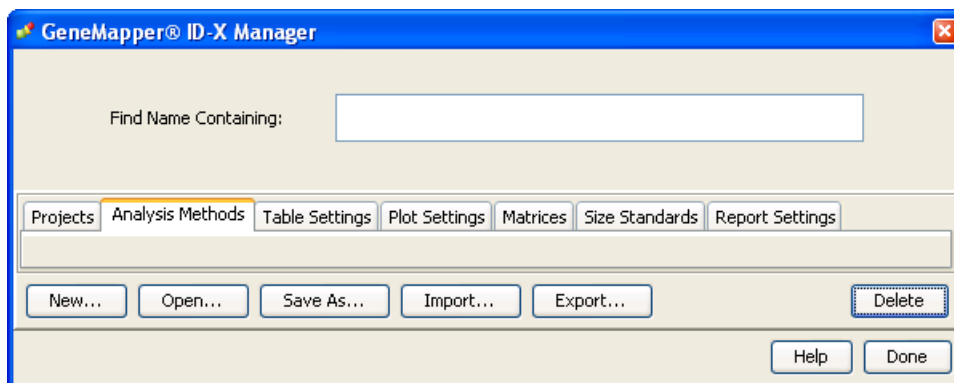 GeneMapper® ID-X Manager
Find Name Containing:
Projects Analysis Methods Table Settings Plot Settings Matrices Size Standards Report Settings
New... Open... Save As... Import... Export... Delete
Help Done